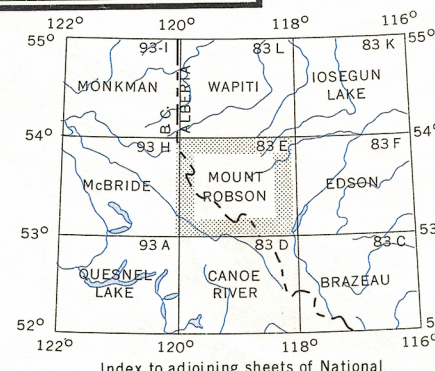 122° 120° 118° 116°
55° 93-I 83 L 83 K 55°
MONKMAN B.C. ALBERTA WAPITI IOSEGUN
LAKE
54° 93 H 83 E 83 F 54°
McBRIDE MOUNT
ROBSON EDSON
53° 93 A 83 D 83 C 53
QUESNEL
LAKE CANOE
RIVER BRAZEAU
52° 5
122° 120° 118° 116°
Index to adjoining sheets of National